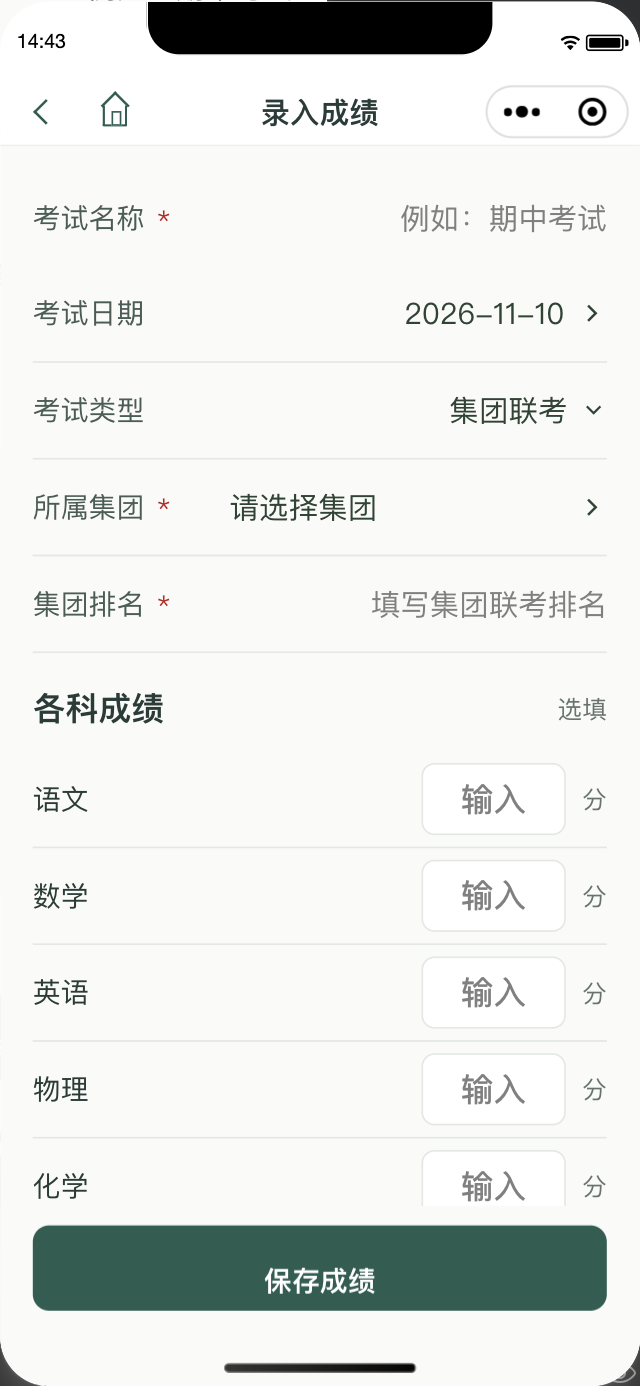 14:43
录入成绩
考试名称 * 例如：期中考试
考试日期 2026-11-10
考试类型 集团联考
所属集团 * 请选择集团
集团排名 * 填写集团联考排名
各科成绩 选填
语文 输入 分
数学 输入 分
英语 输入 分
物理 输入 分
化学 输入 分
保存成绩